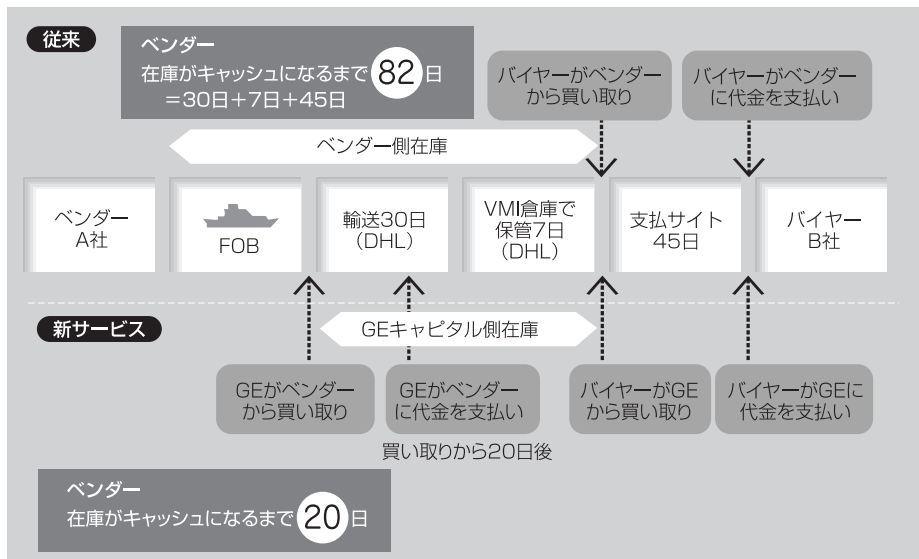 従来
ベンダー
在庫がキャッシュになるまで82日
＝30日＋7日＋45日
バイヤーがベンダー
から買い取り
バイヤーがベンダー
に代金を支払い
ベンダー側在庫
ベンダー
A社
FOB
輸送30日
（DHL）
VMI倉庫で
保管7日
（DHL）
支払サイト
45日
バイヤー
B社
新サービス
GEキャピタル側在庫
GEがベンダー
から買い取り
GEがベンダー
に代金を支払い
バイヤーがGE
から買い取り
バイヤーがGEに
代金を支払い
買い取りから20日後
ベンダー
在庫がキャッシュになるまで20日